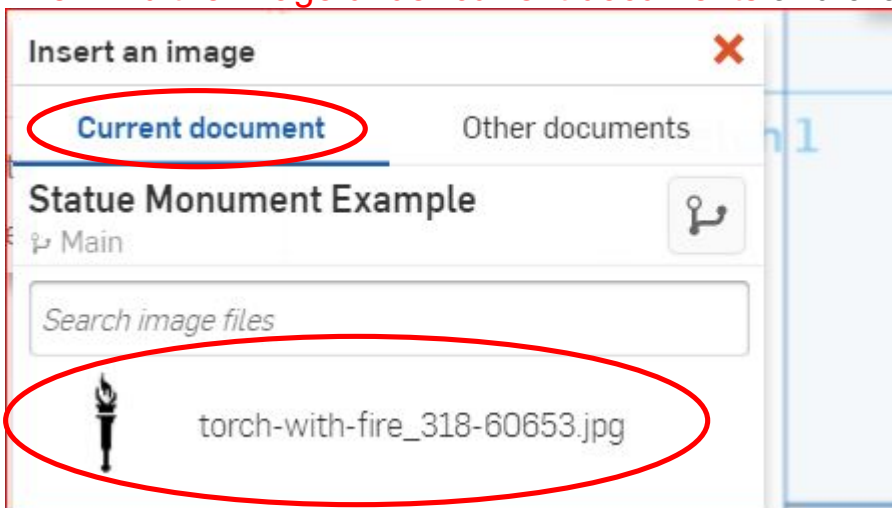 Insert an image
Current document Other documents
Statue Monument Example
Main
Search image files
torch-with-fire_318-60653.jpg